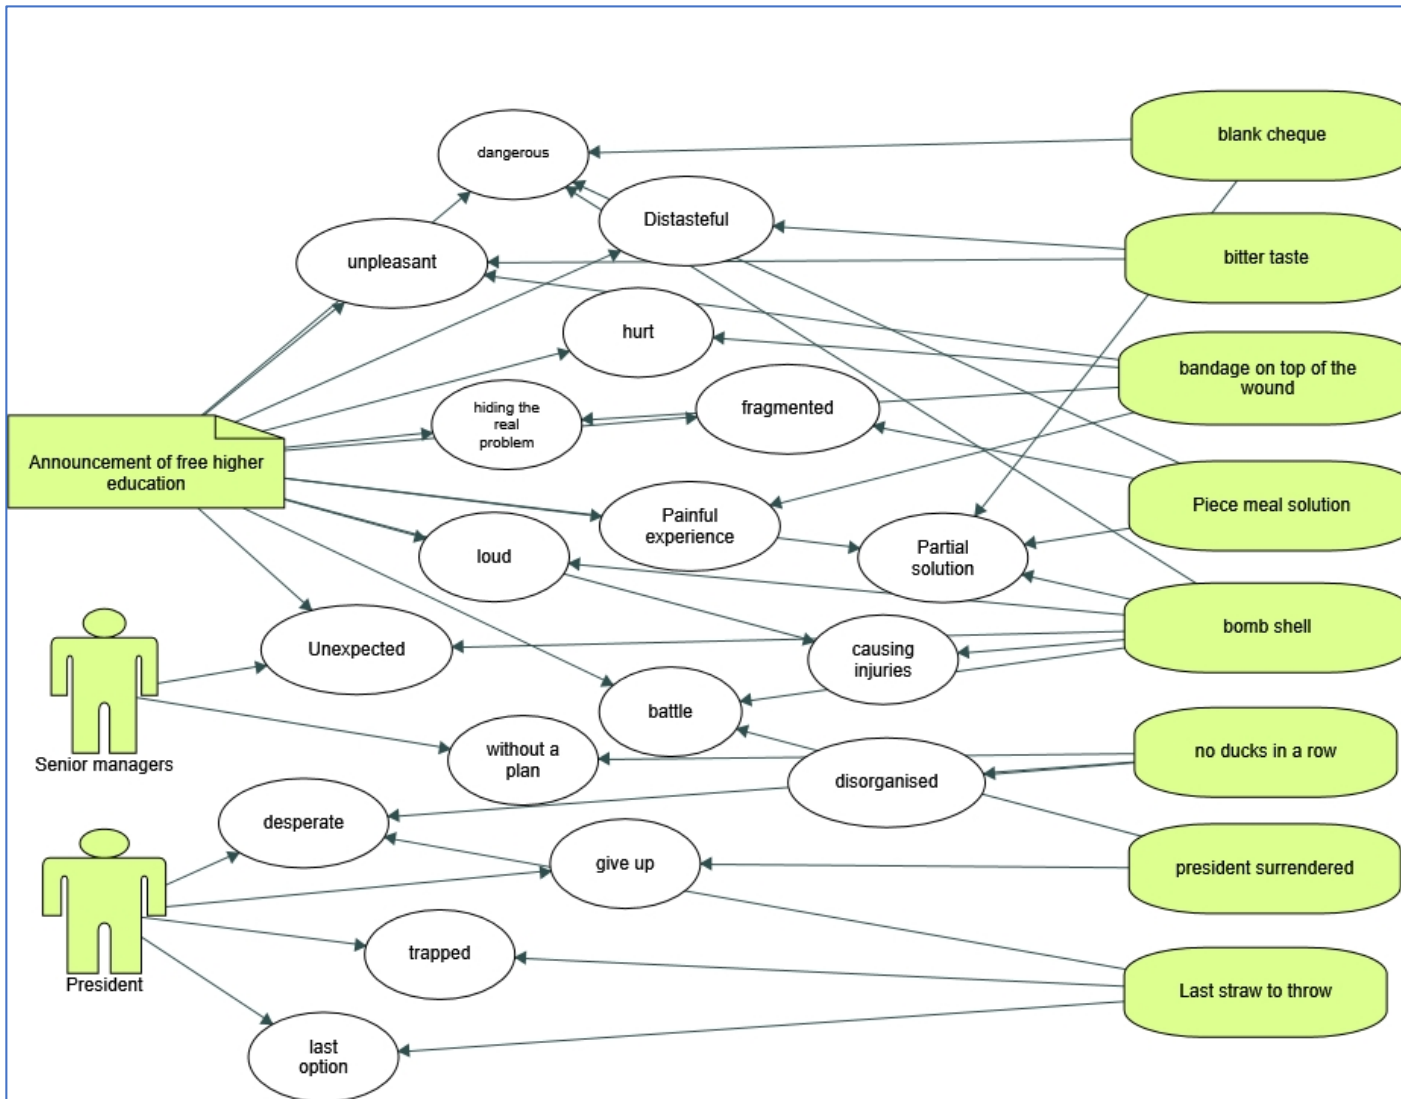 blank cheque
dangerous
Distasteful
unpleasant
bitter taste
hurt
bandage on top of the
wound
hiding the
real
problem
fragmented
Announcement of free higher
education
Piece meal solution
Painful
experience
loud
Partial
solution
bomb shell
Unexpected
causing
injuries
battle
Senior managers
without a
plan
no ducks in a row
disorganised
desperate
give up
president surrendered
trapped
President
Last straw to throw
last
option